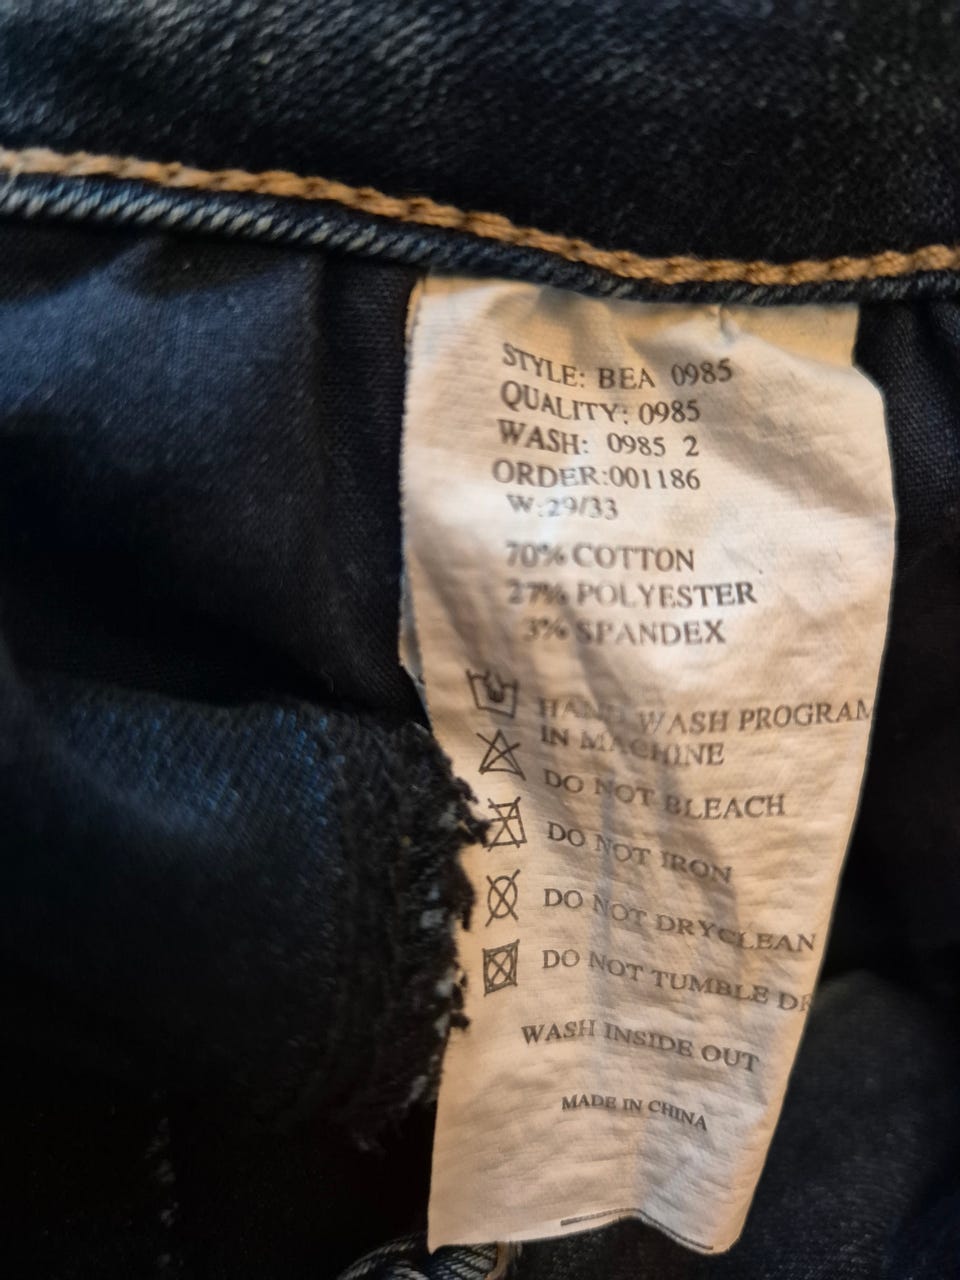 STYLE: BEA 0985
QUALITY: 0985
WASH: 0985 2
ORDER:001186
W:29/33
70% COTTON
27% POLYESTER
3% SPANDEX
HAND WASH PROGRAM
IN MACHINE
DO NOT BLEACH
DO NOT IRON
DO NOT DRYCLEAN
DO NOT TUMBLE DR
WASH INSIDE OUT
MADE IN CHINA